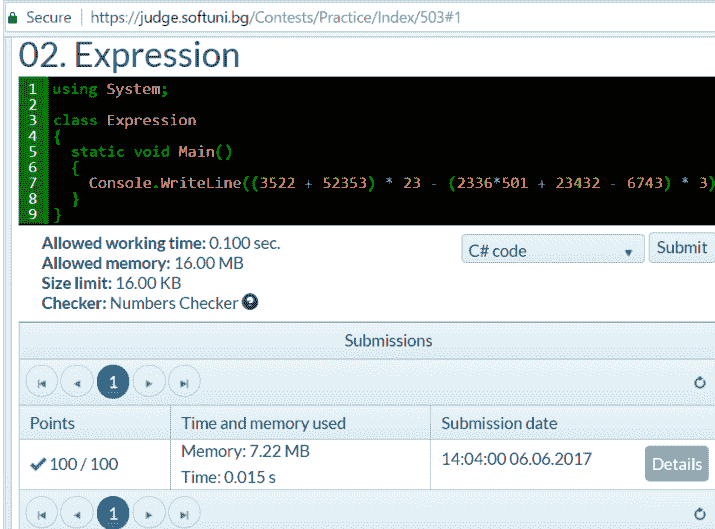 Secure https://judge.softuni.bg/Contests/Practice/Index/503#1
02. Expression
1 using System;
2
3 class Expression
4 {
5 static void Main()
6 {
7 Console.WriteLine((3522 + 52353) * 23 - (2336*501 + 23432 - 6743) * 3)
8 }
9 }
Allowed working time: 0.100 sec.
Allowed memory: 16.00 MB
Size limit: 16.00 KB
Checker: Numbers Checker ?
C# code
Submit
Submissions
1
Points Time and memory used Submission date
100 / 100 Memory: 7.22 MB 14:04:00 06.06.2017 Details
Time: 0.015 s
1